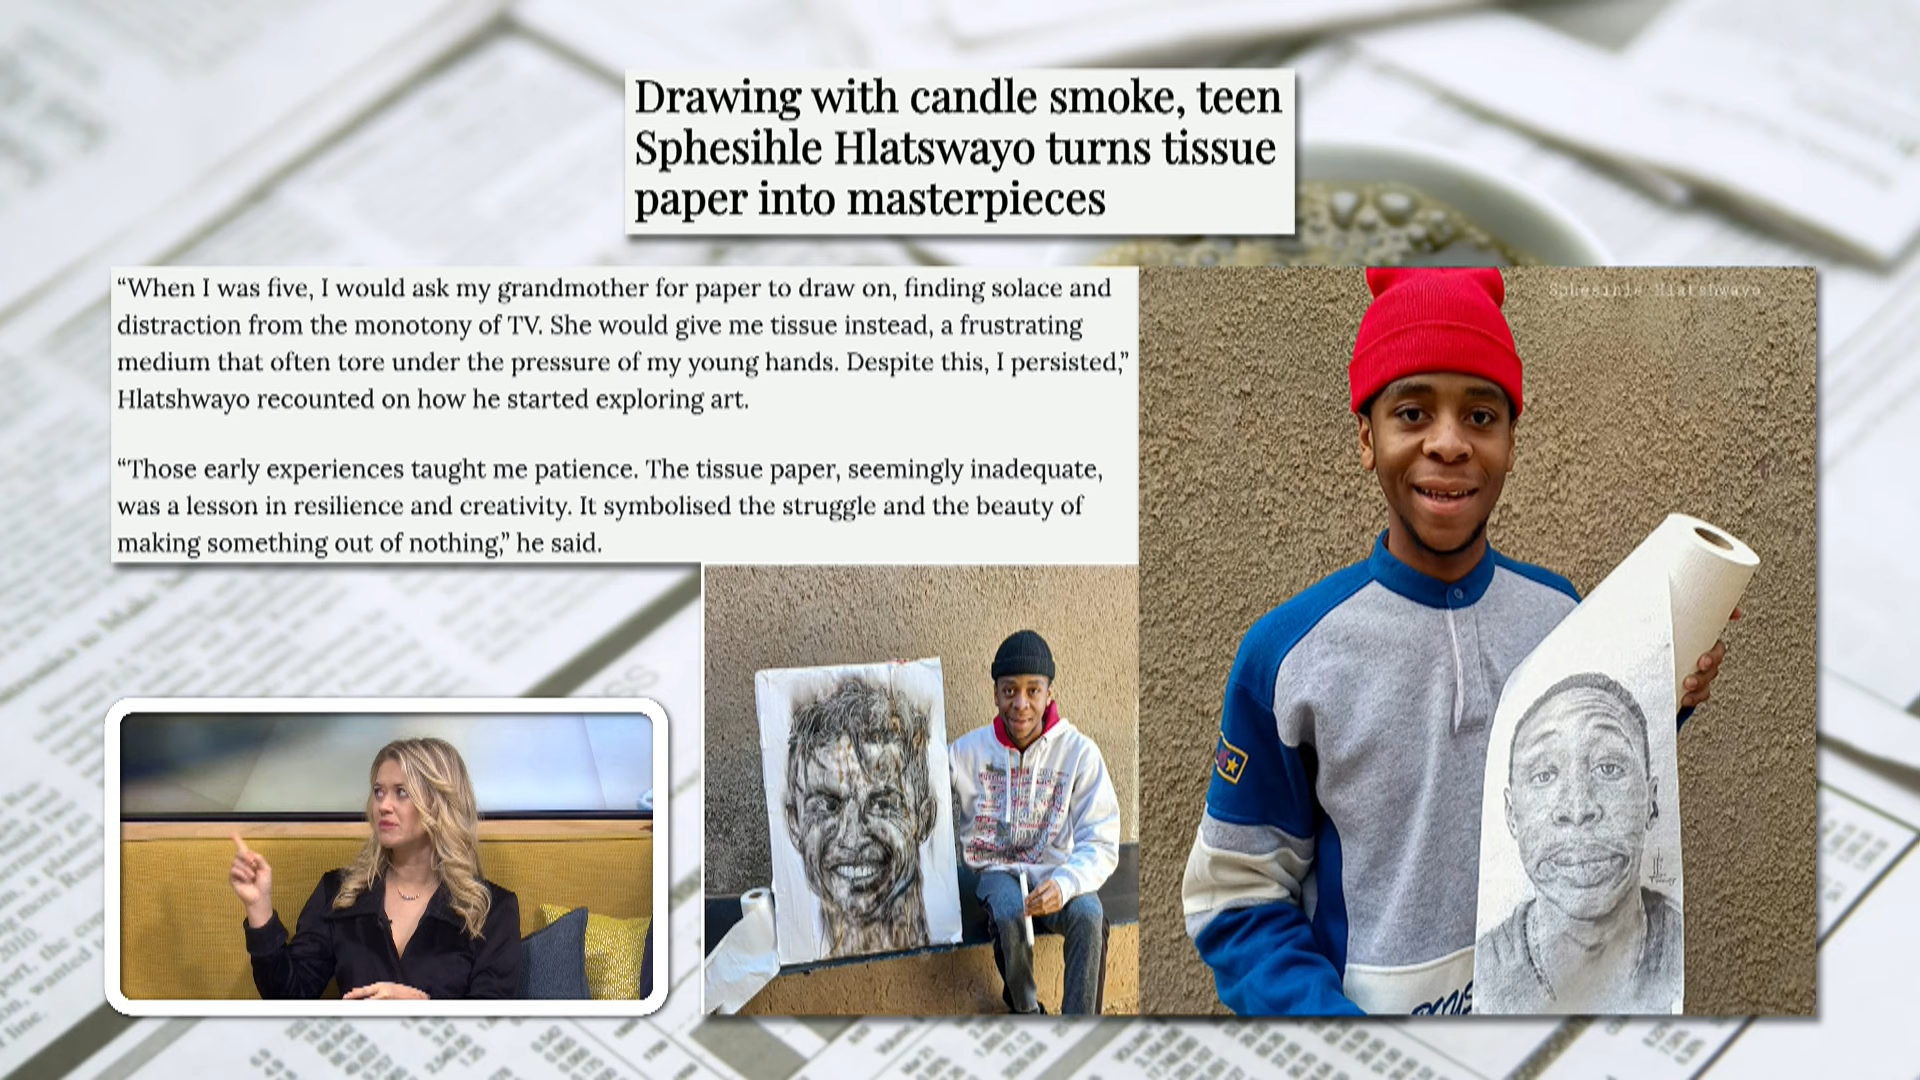 Drawing with candle smoke, teen
Sphesihle Hlatswayo turns tissue
paper into masterpieces
“When I was five, I would ask my grandmother for paper to draw on, finding solace and
distraction from the monotony of TV. She would give me tissue instead, a frustrating
medium that often tore under the pressure of my young hands. Despite this, I persisted,”
Hlatshwayo recounted on how he started exploring art.
“Those early experiences taught me patience. The tissue paper, seemingly inadequate,
was a lesson in resilience and creativity. It symbolised the struggle and the beauty of
making something out of nothing,” he said.
Sphesihle Hlatshwayo